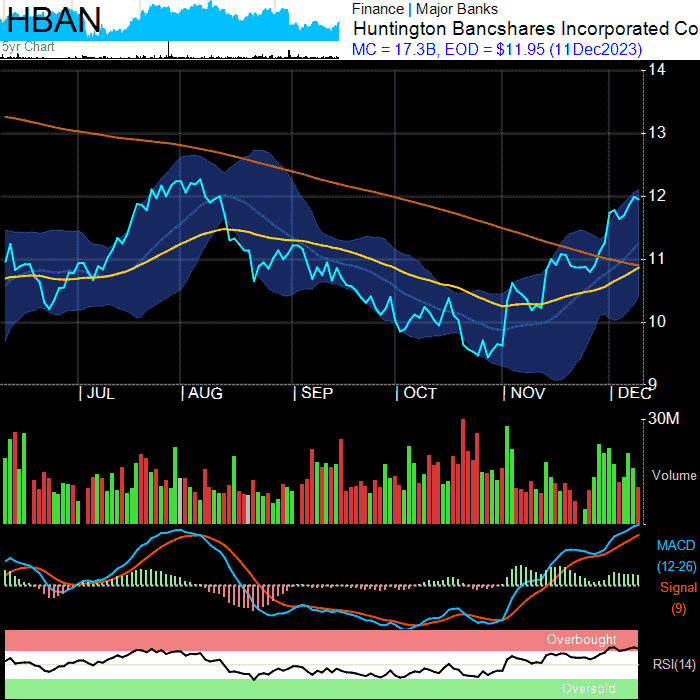 HBAN
5yr Chart
Finance | Major Banks
Huntington Bancshares Incorporated Co
MC = 17.3B, EOD = $11.95 (11Dec2023)
14
13
12
11
10
9
| JUL | AUG | SEP | OCT | NOV | DEC
30M
Volume
MACD
(12-26)
Signal
(9)
Overbought
RSI(14)
Oversold